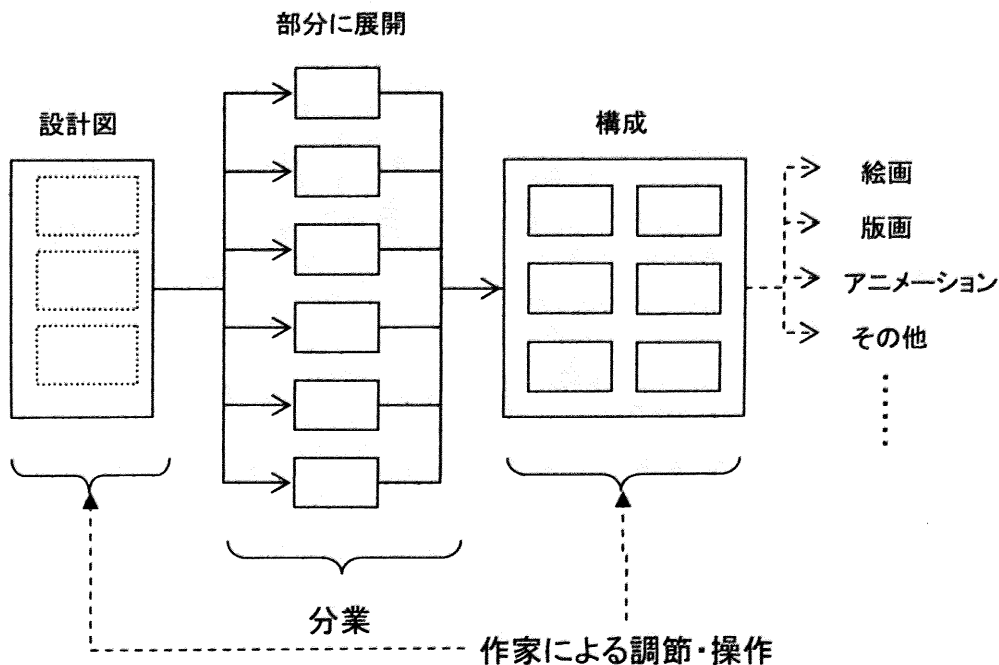 部分に展開
設計図
構成
絵画
版画
アニメーション
その他
分業
作家による調節・操作